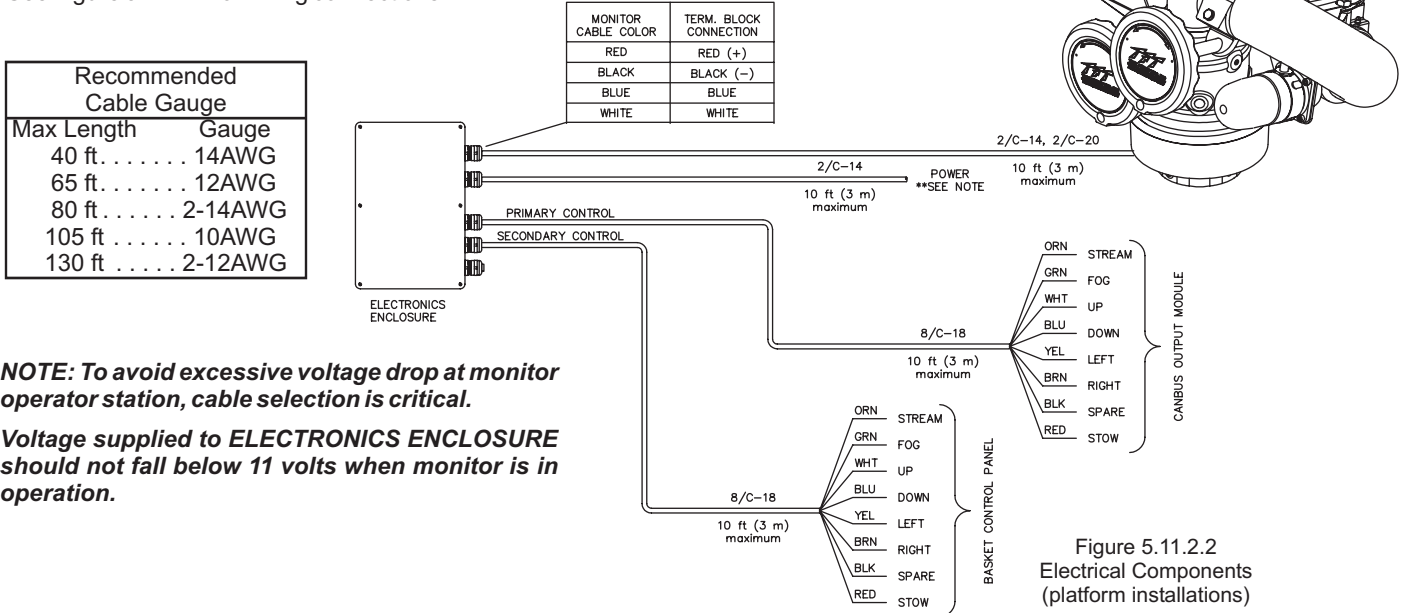 MONITOR CABLE COLOR TERM. BLOCK CONNECTION
RED RED (+)
BLACK BLACK (–)
BLUE BLUE
WHITE WHITE
Recommended
Cable Gauge
Max Length Gauge
40 ft. . . . . . . 14AWG
65 ft. . . . . . . 12AWG
80 ft . . . . . . 2-14AWG
105 ft . . . . . . 10AWG
130 ft . . . . . 2-12AWG
TFT
TFT
2/C–14, 2/C–20
10 ft (3 m)
maximum
2/C–14
10 ft (3 m)
maximum
POWER
**SEE NOTE
PRIMARY CONTROL
SECONDARY CONTROL
ELECTRONICS
ENCLOSURE
8/C–18
10 ft (3 m)
maximum
ORN STREAM
GRN FOG
WHT UP
BLU DOWN
YEL LEFT
BRN RIGHT
BLK SPARE
RED STOW
CANBUS OUTPUT MODULE
NOTE: To avoid excessive voltage drop at monitor
operator station, cable selection is critical.
Voltage supplied to ELECTRONICS ENCLOSURE
should not fall below 11 volts when monitor is in
operation.
8/C–18
10 ft (3 m)
maximum
ORN STREAM
GRN FOG
WHT UP
BLU DOWN
YEL LEFT
BRN RIGHT
BLK SPARE
RED STOW
BASKET CONTROL PANEL
Figure 5.11.2.2
Electrical Components
(platform installations)